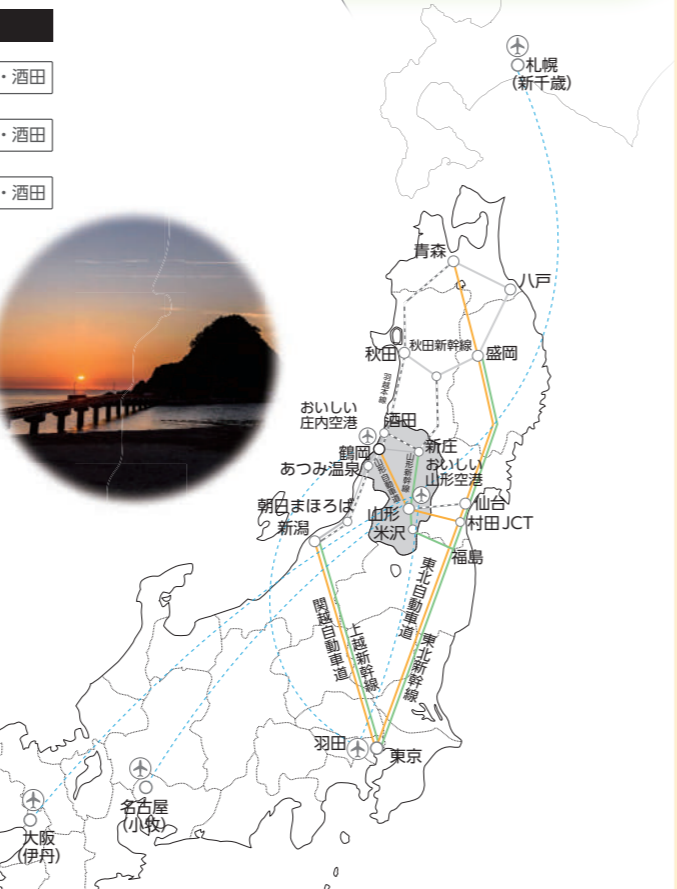 ・酒田
・酒田
・酒田
札幌
(新千歳)
青森
八戸
秋田
秋田新幹線
盛岡
羽越本線
おいしい
庄内空港
酒田
鶴岡
新庄
あつみ温泉
山形自動車道
山形新幹線
おいしい
山形空港
朝日まほろば
山形
仙台
新潟
米沢
村田JCT
福島
東北自動車道
関越自動車道
上越新幹線
東北新幹線
羽田
東京
名古屋
(小牧)
大阪
(伊丹)